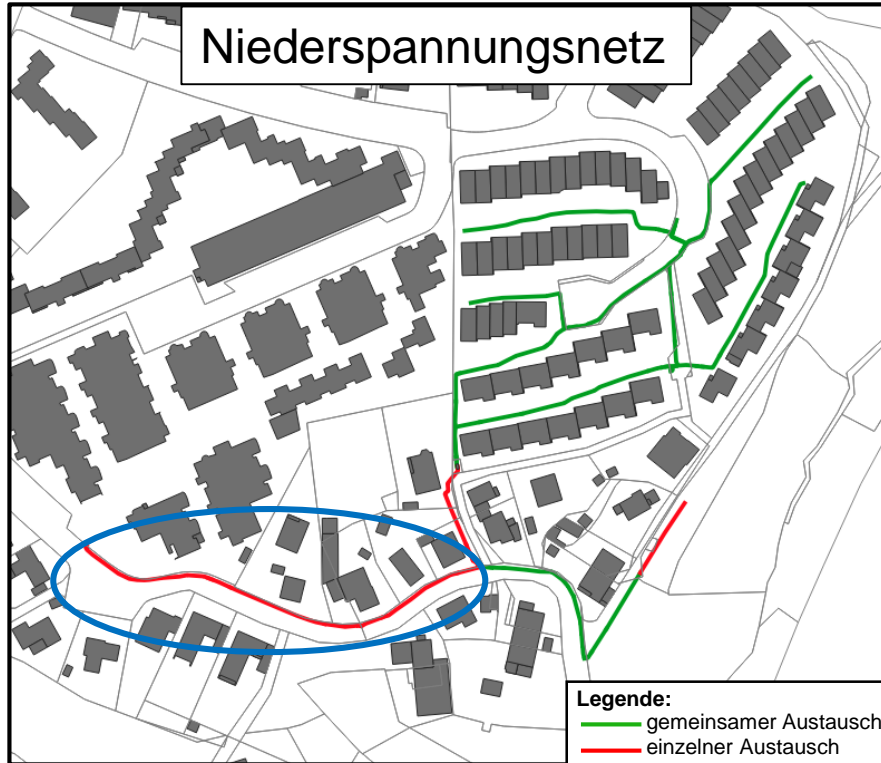 Niederspannungsnetz
Legende:
gemeinsamer Austausch
einzelner Austausch